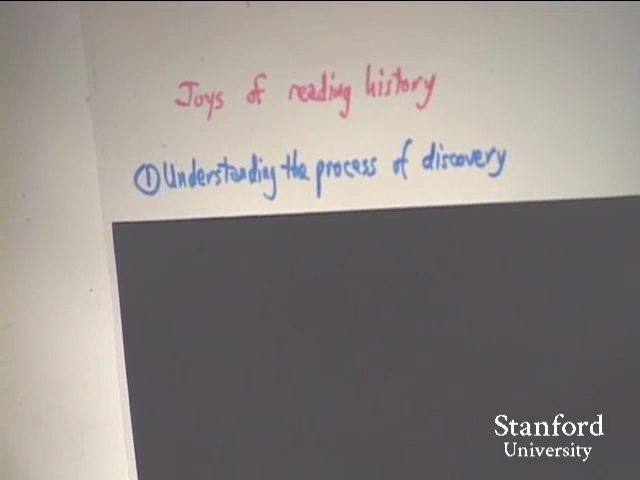 Joys of reading history
① Understanding the process of discovery
Stanford
University